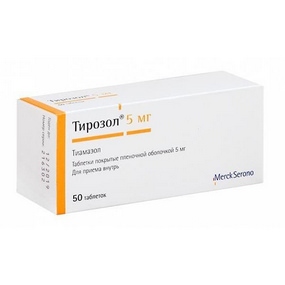 Тирозол® 5 мг
Тиамазол
Таблетки покрытые пленочной оболочкой 5 мг
Для приема внутрь
50 таблеток
MerckSerono